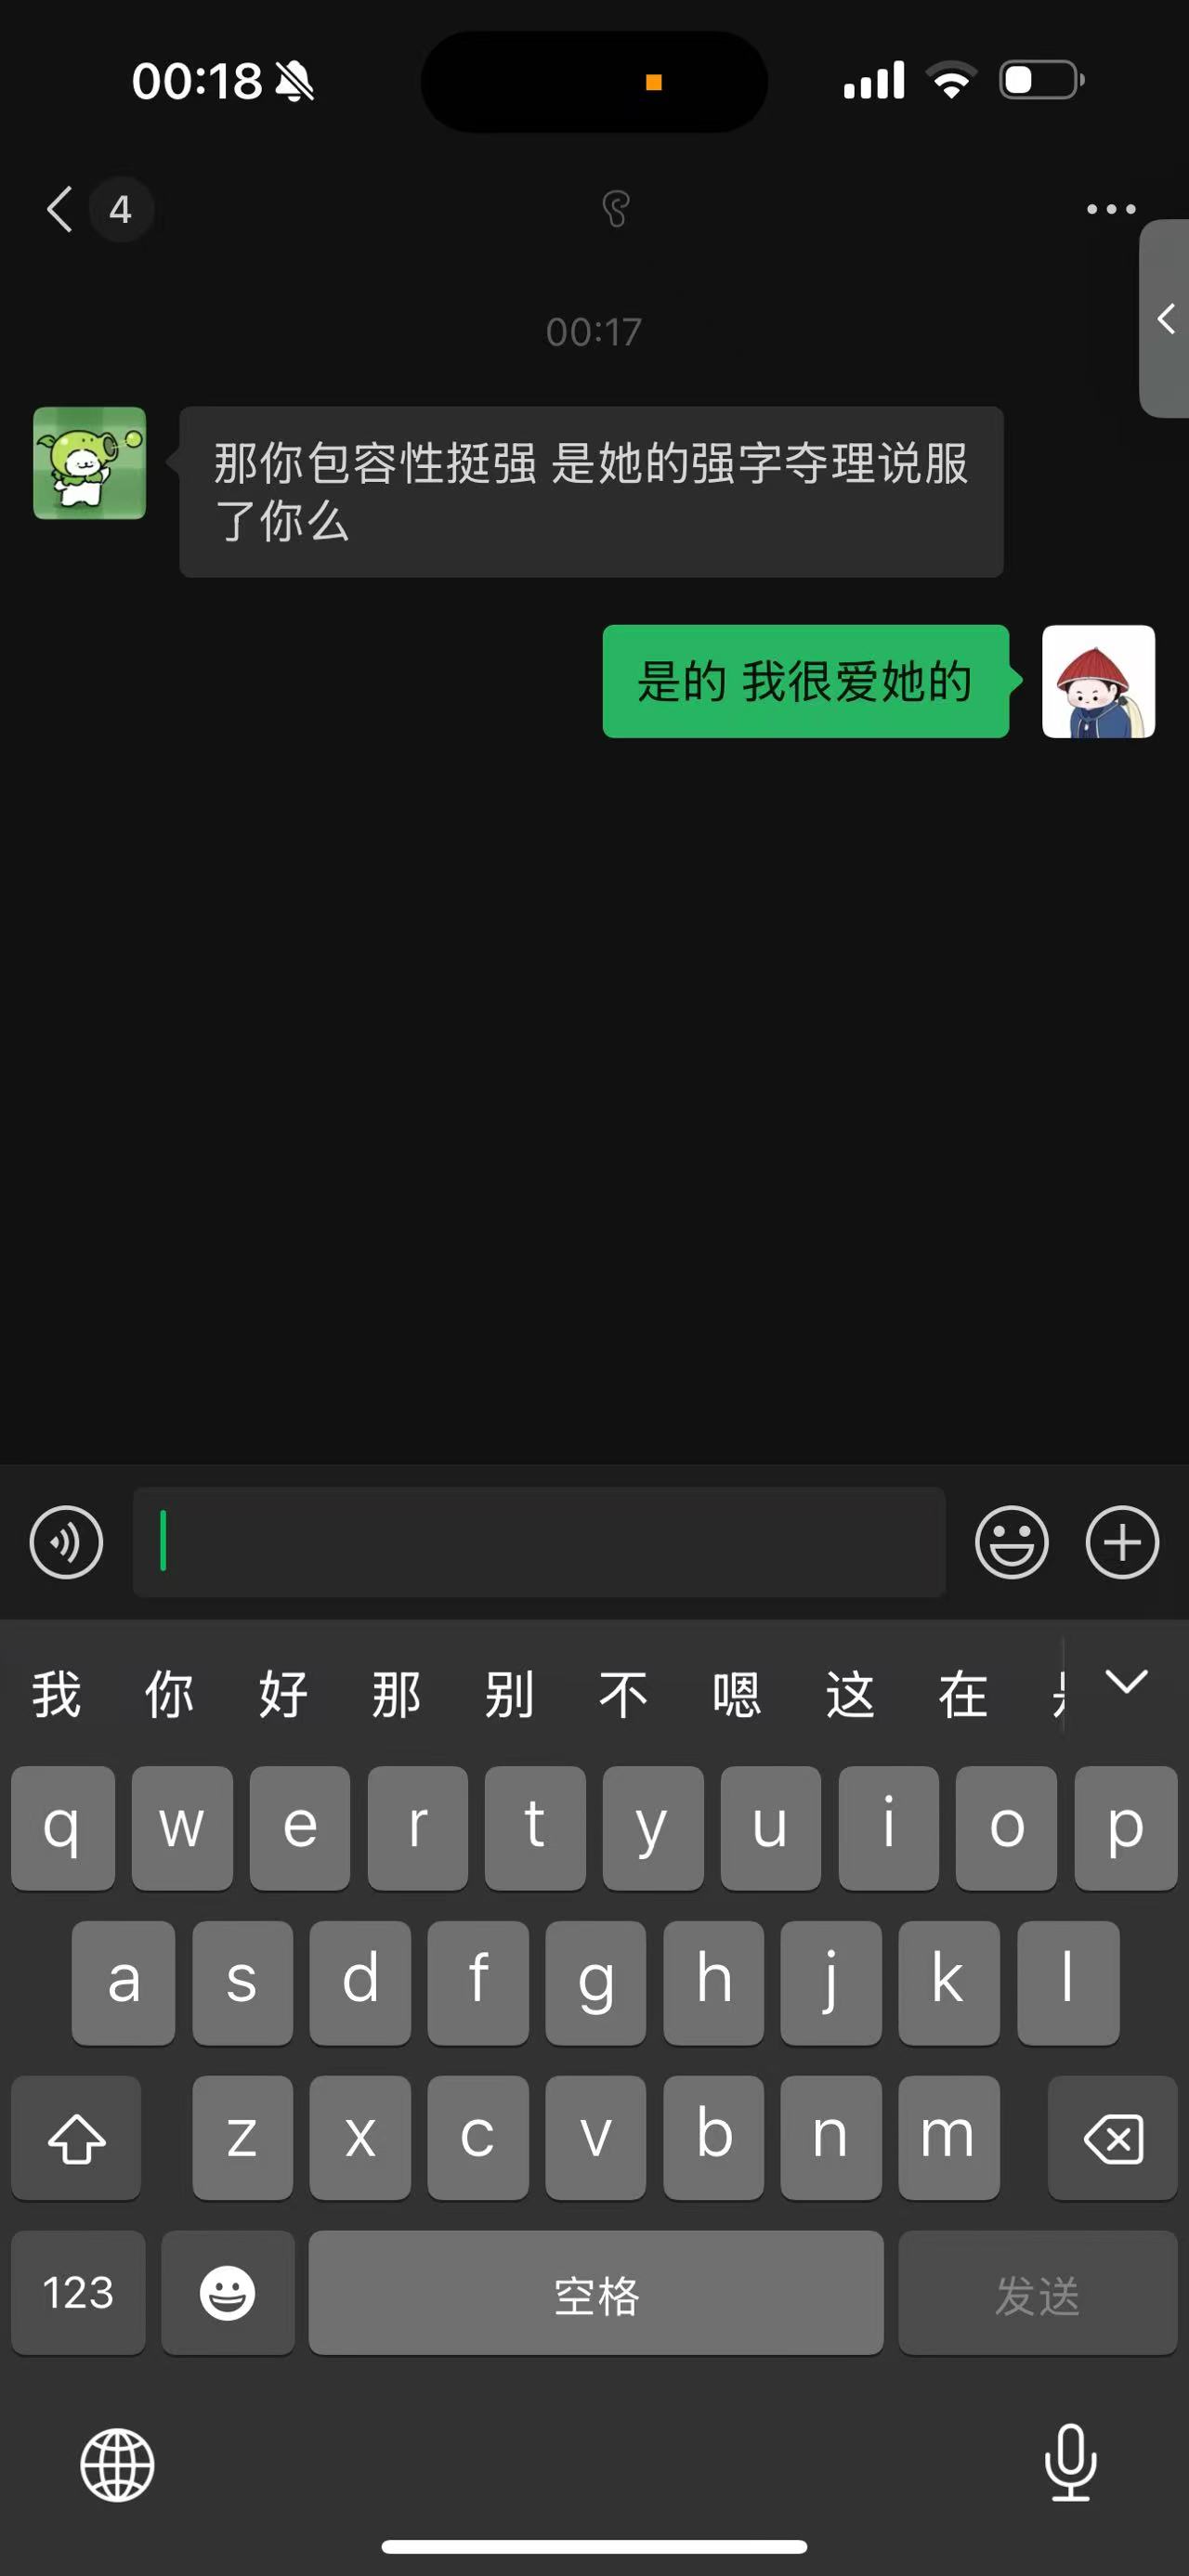 00:18
4
00:17
那你包容性挺强 是她的强字夺理说服
了你么
是的 我很爱她的
我 你 好 那 别 不 嗯 这 在
q w e r t y u i o p
a s d f g h j k l
z x c v b n m
123 空格 发送